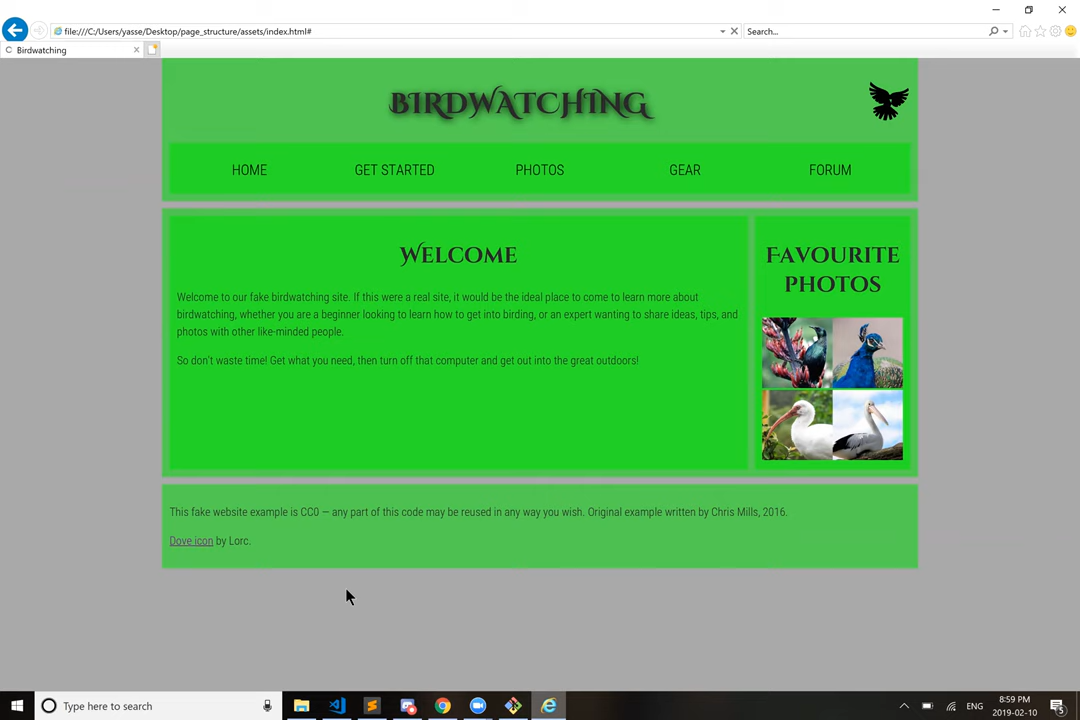 file:///C:/Users/yasse/Desktop/page_structure/assets/index.html#
Search...
Birdwatching
BIRDWATCHING
HOME
GET STARTED
PHOTOS
GEAR
FORUM
WELCOME
Welcome to our fake birdwatching site. If this were a real site, it would be the ideal place to come to learn more about
birdwatching, whether you are a beginner looking to learn how to get into birding, or an expert wanting to share ideas, tips, and
photos with other like-minded people.
So don't waste time! Get what you need, then turn off that computer and get out into the great outdoors!
FAVOURITE
PHOTOS
This fake website example is CC0 — any part of this code may be reused in any way you wish. Original example written by Chris Mills, 2016.
Dove icon by Lorc.
Type here to search
ENG
8:59 PM
2019-02-10
5